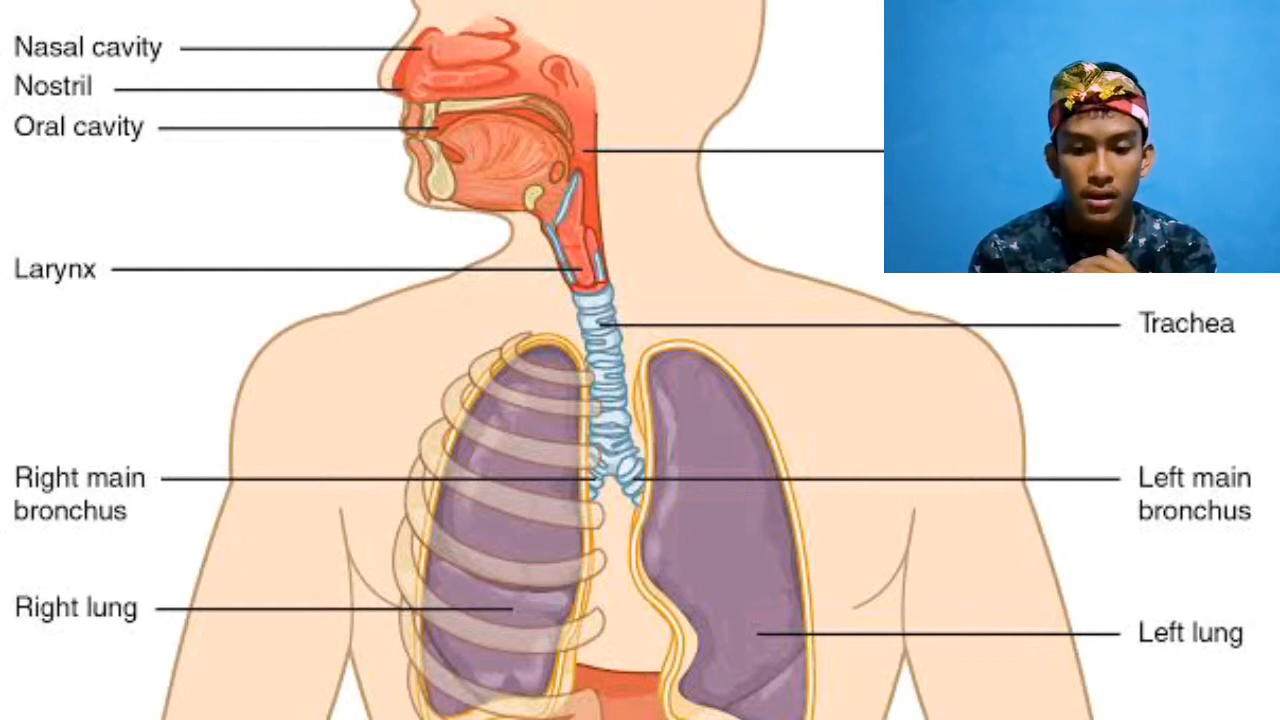 Nasal cavity
Nostril
Oral cavity
Larynx
Trachea
Right main
bronchus
Left main
bronchus
Right lung
Left lung